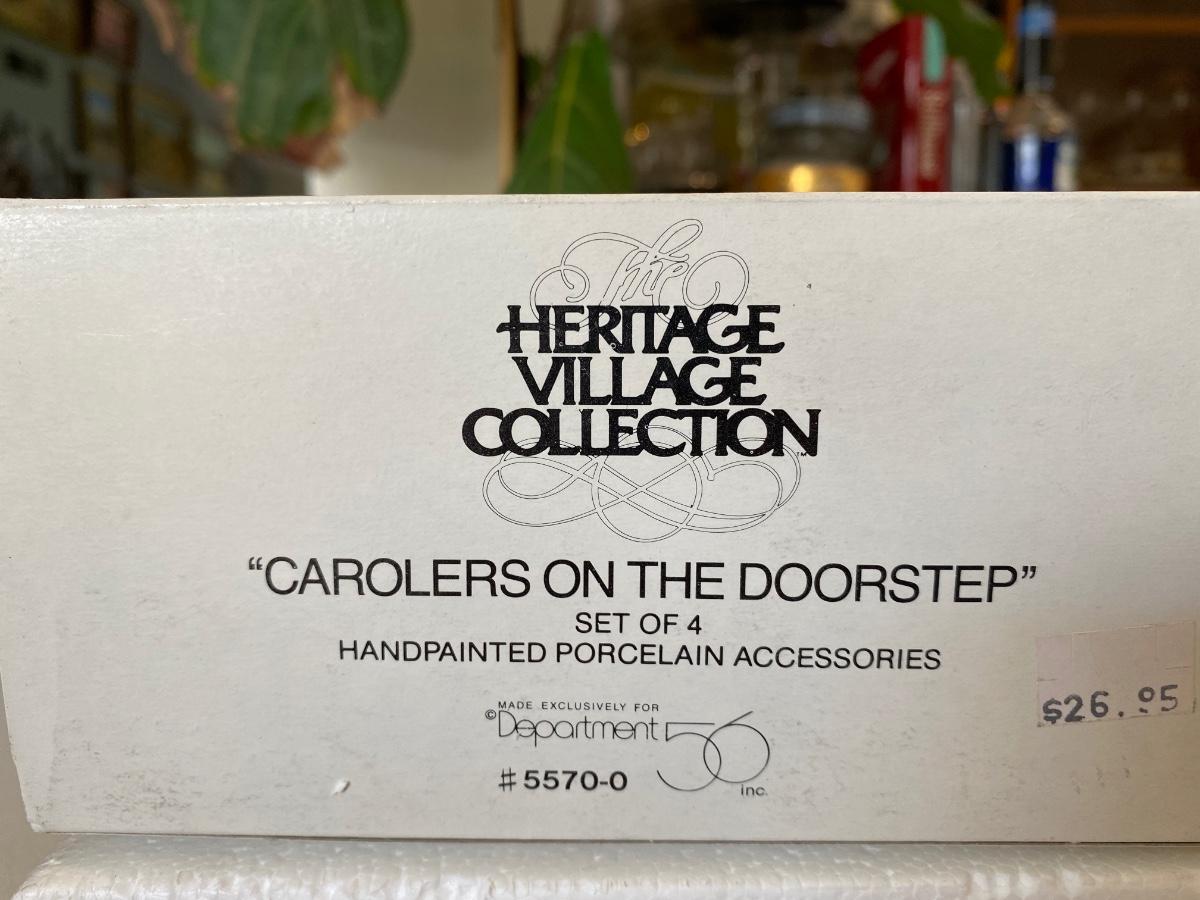 The
HERITAGE
VILLAGE
COLLECTION™
“CAROLERS ON THE DOORSTEP”
SET OF 4
HANDPAINTED PORCELAIN ACCESSORIES
$26.95
MADE EXCLUSIVELY FOR
©Department 56
inc.
#5570-0